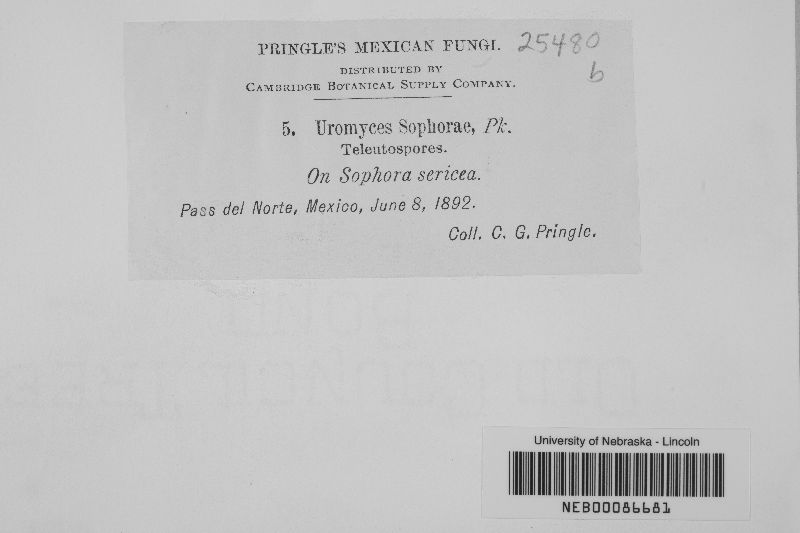 PRINGLE'S MEXICAN FUNGI. 25480
b
DISTRIBUTED BY
CAMBRIDGE BOTANICAL SUPPLY COMPANY.
5. Uromyces Sophorae, Pk.
Teleutospores.
On Sophora sericea.
Pass del Norte, Mexico, June 8, 1892.
Coll. C. G. Pringle.
University of Nebraska - Lincoln
NEB00086681